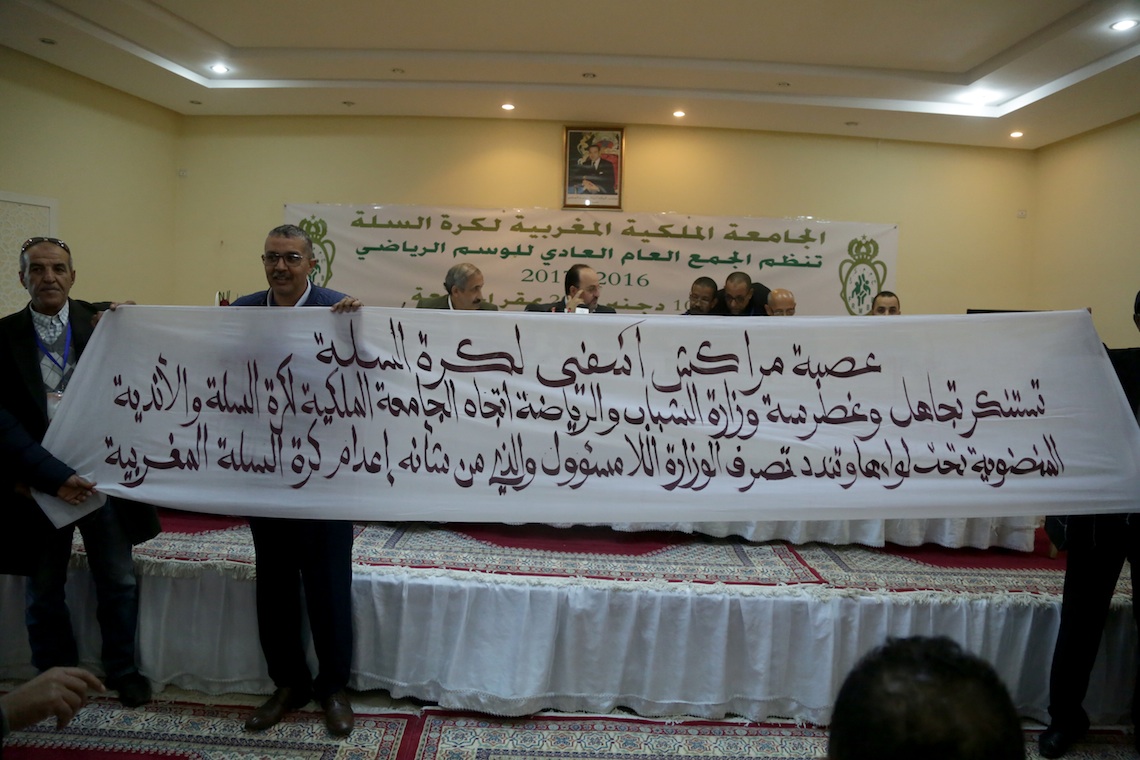 الجامعة الملكية المغربية لكرة السلة
تنظم الجمع العام العادي للموسم الرياضي
2016
عصبة مراكش آسفي لكرة السلة
تستنكر تجاهل وغطرسة وزارة الشباب والرياضة اتجاه الجامعة الملكية لكرة السلة والأندية
المنضوية تحت لوائها وتندد تصرف الوزارة اللامسؤول والذي من شأنه إعدام كرة السلة المغربية